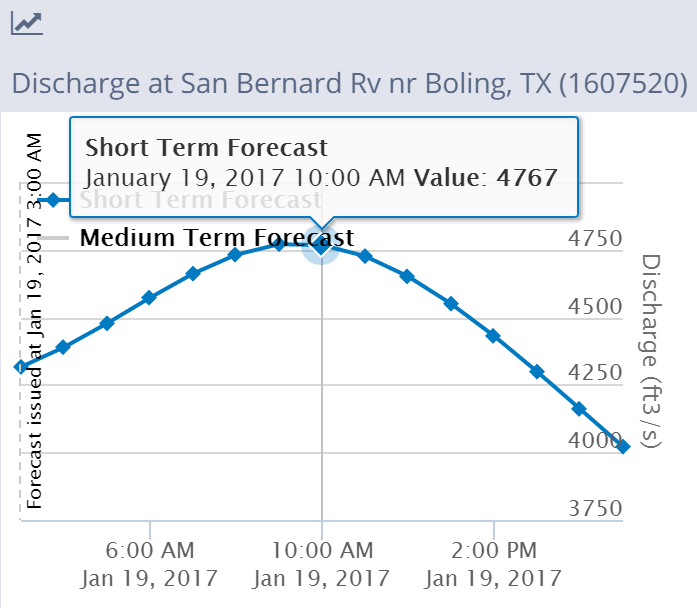 Discharge at San Bernard Rv nr Boling, TX (1607520)
Short Term Forecast
January 19, 2017 10:00 AM Value: 4767
Short Term Forecast
Medium Term Forecast
Forecast issued at Jan 19, 2017 3:00 AM
4750
4500
4250
4000
3750
Discharge (ft3/s)
6:00 AM
Jan 19, 2017
10:00 AM
Jan 19, 2017
2:00 PM
Jan 19, 2017